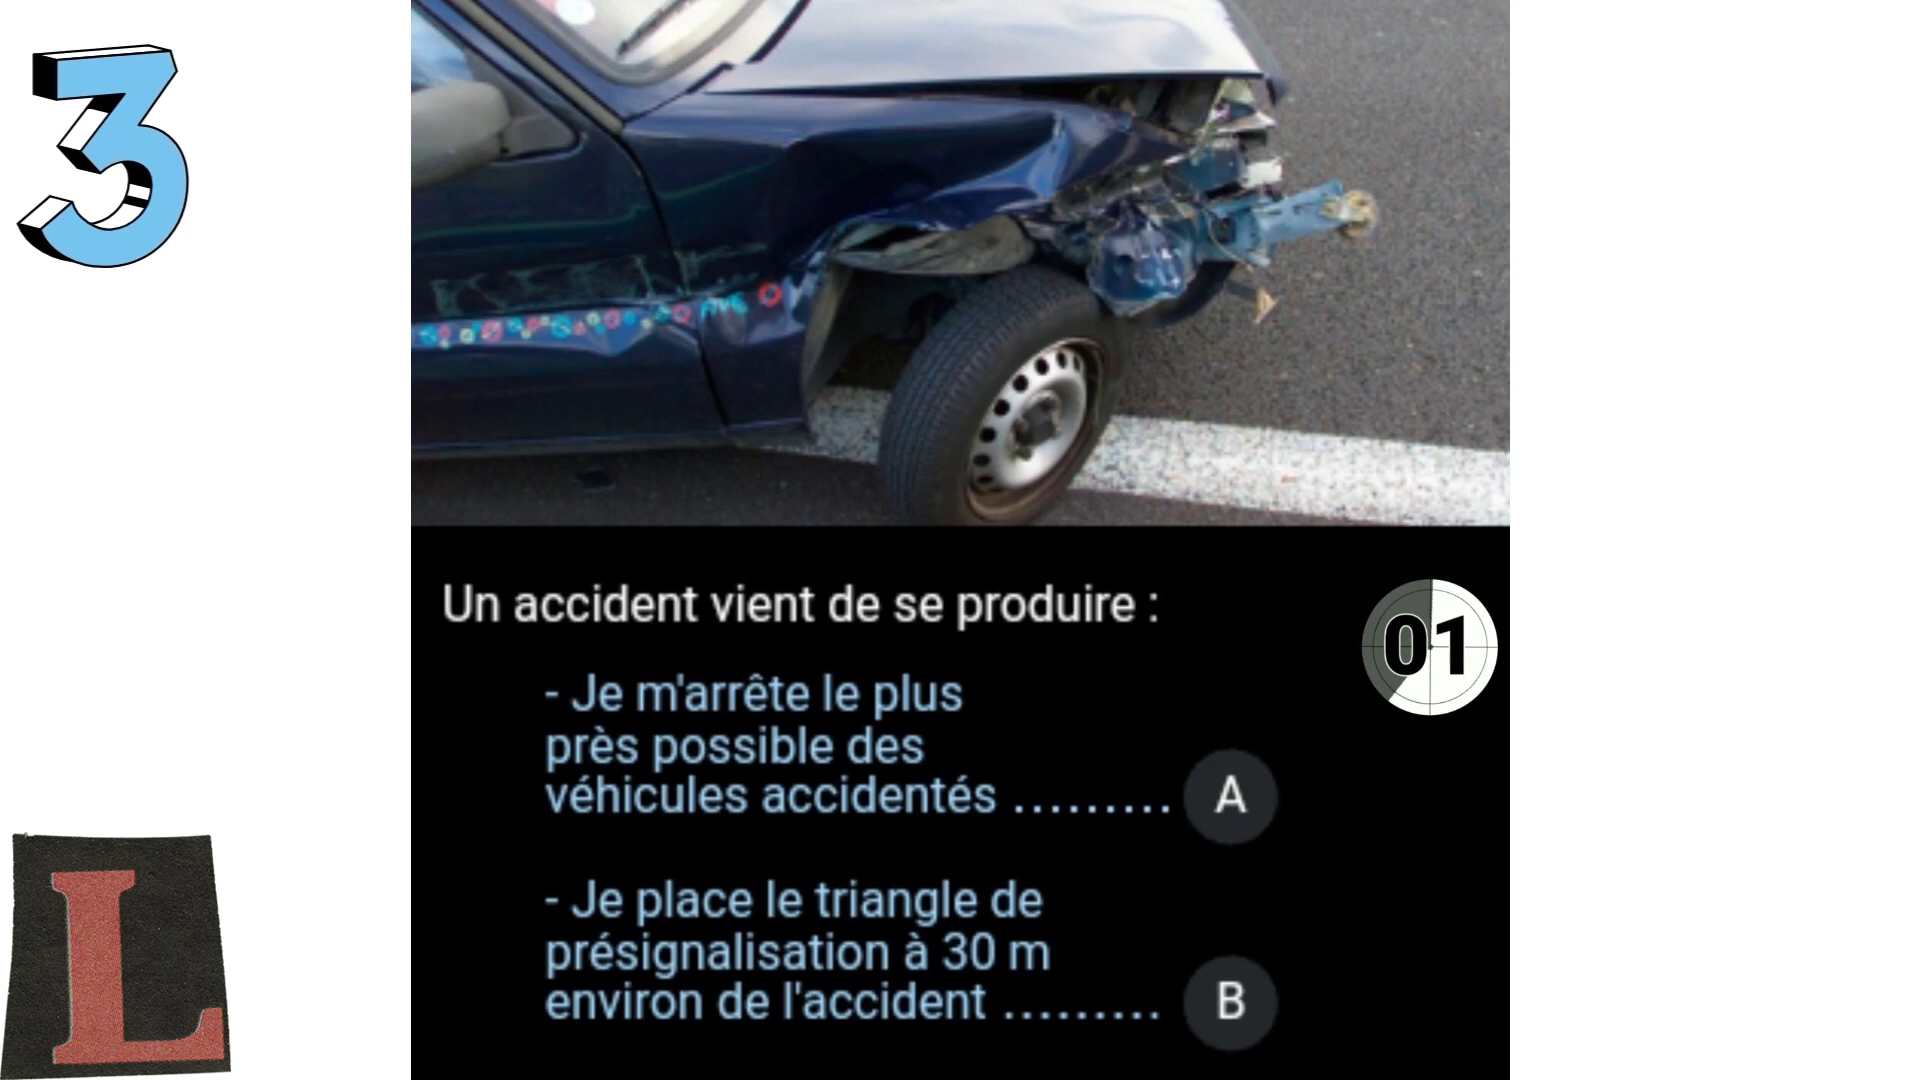 3
Un accident vient de se produire :
01
- Je m'arrête le plus
près possible des
véhicules accidentés ......... A
- Je place le triangle de
présignalisation à 30 m
environ de l'accident ......... B
L